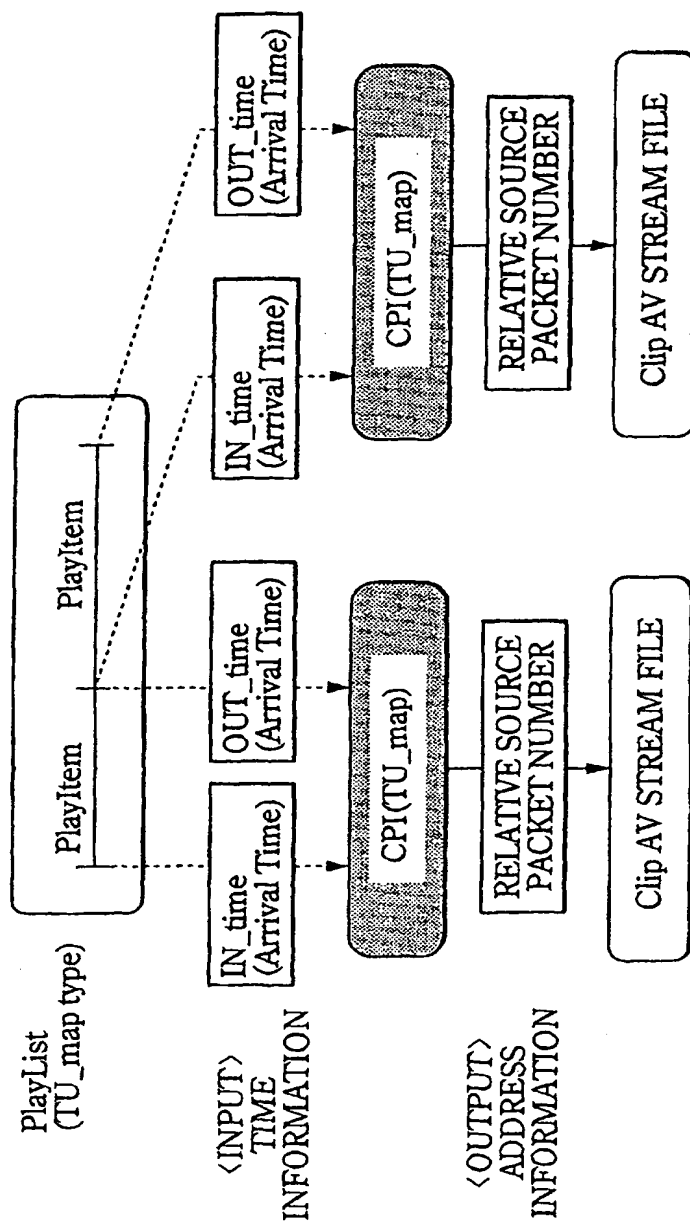 PlayList
(TU_map type)
PlayItem
PlayItem
<INPUT>
TIME
INFORMATION
IN_time
(Arrival Time)
OUT_time
(Arrival Time)
IN_time
(Arrival Time)
OUT_time
(Arrival Time)
CPI(TU_map)
CPI(TU_map)
<OUTPUT>
ADDRESS
INFORMATION
RELATIVE SOURCE
PACKET NUMBER
RELATIVE SOURCE
PACKET NUMBER
Clip AV STREAM FILE
Clip AV STREAM FILE